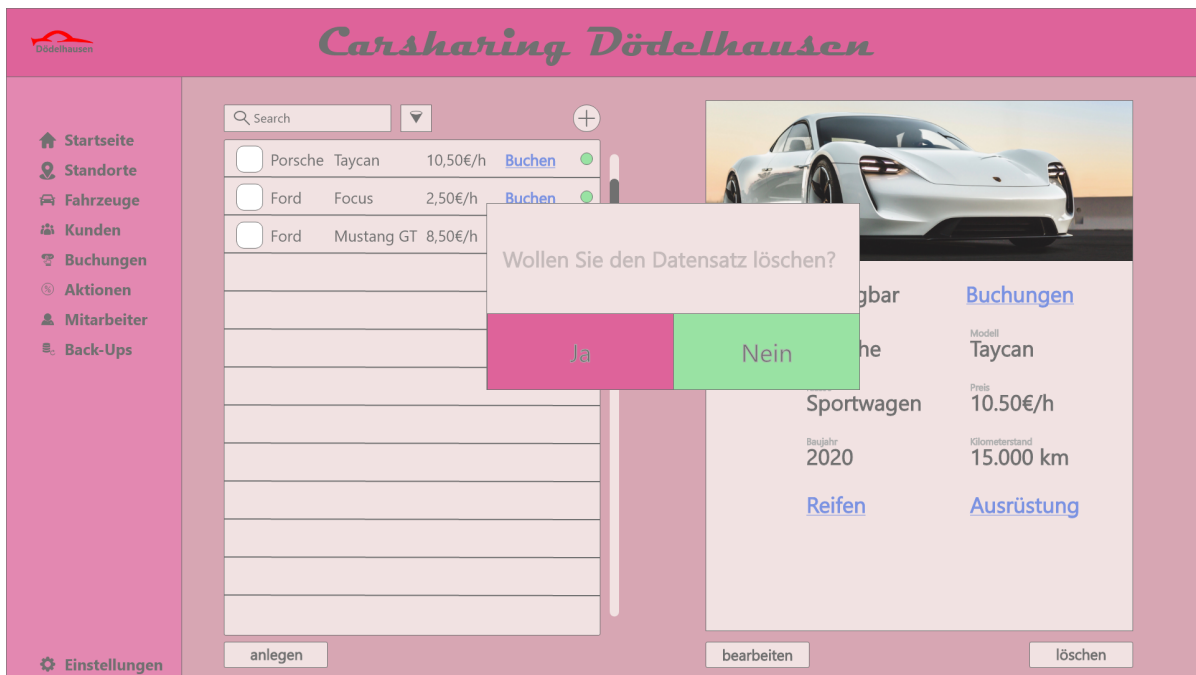 Dödelhausen
Carsharing Dödelhausen
Startseite
Standorte
Fahrzeuge
Kunden
Buchungen
Aktionen
Mitarbeiter
Back-Ups
Einstellungen
Search
Porsche Taycan 10,50€/h Buchen
Ford Focus 2,50€/h Buchen
Ford Mustang GT 8,50€/h
Wollen Sie den Datensatz löschen?
Ja Nein
gbar Buchungen
Modell
he Taycan
Preis
Sportwagen 10.50€/h
Baujahr Kilometerstand
2020 15.000 km
Reifen Ausrüstung
anlegen bearbeiten löschen